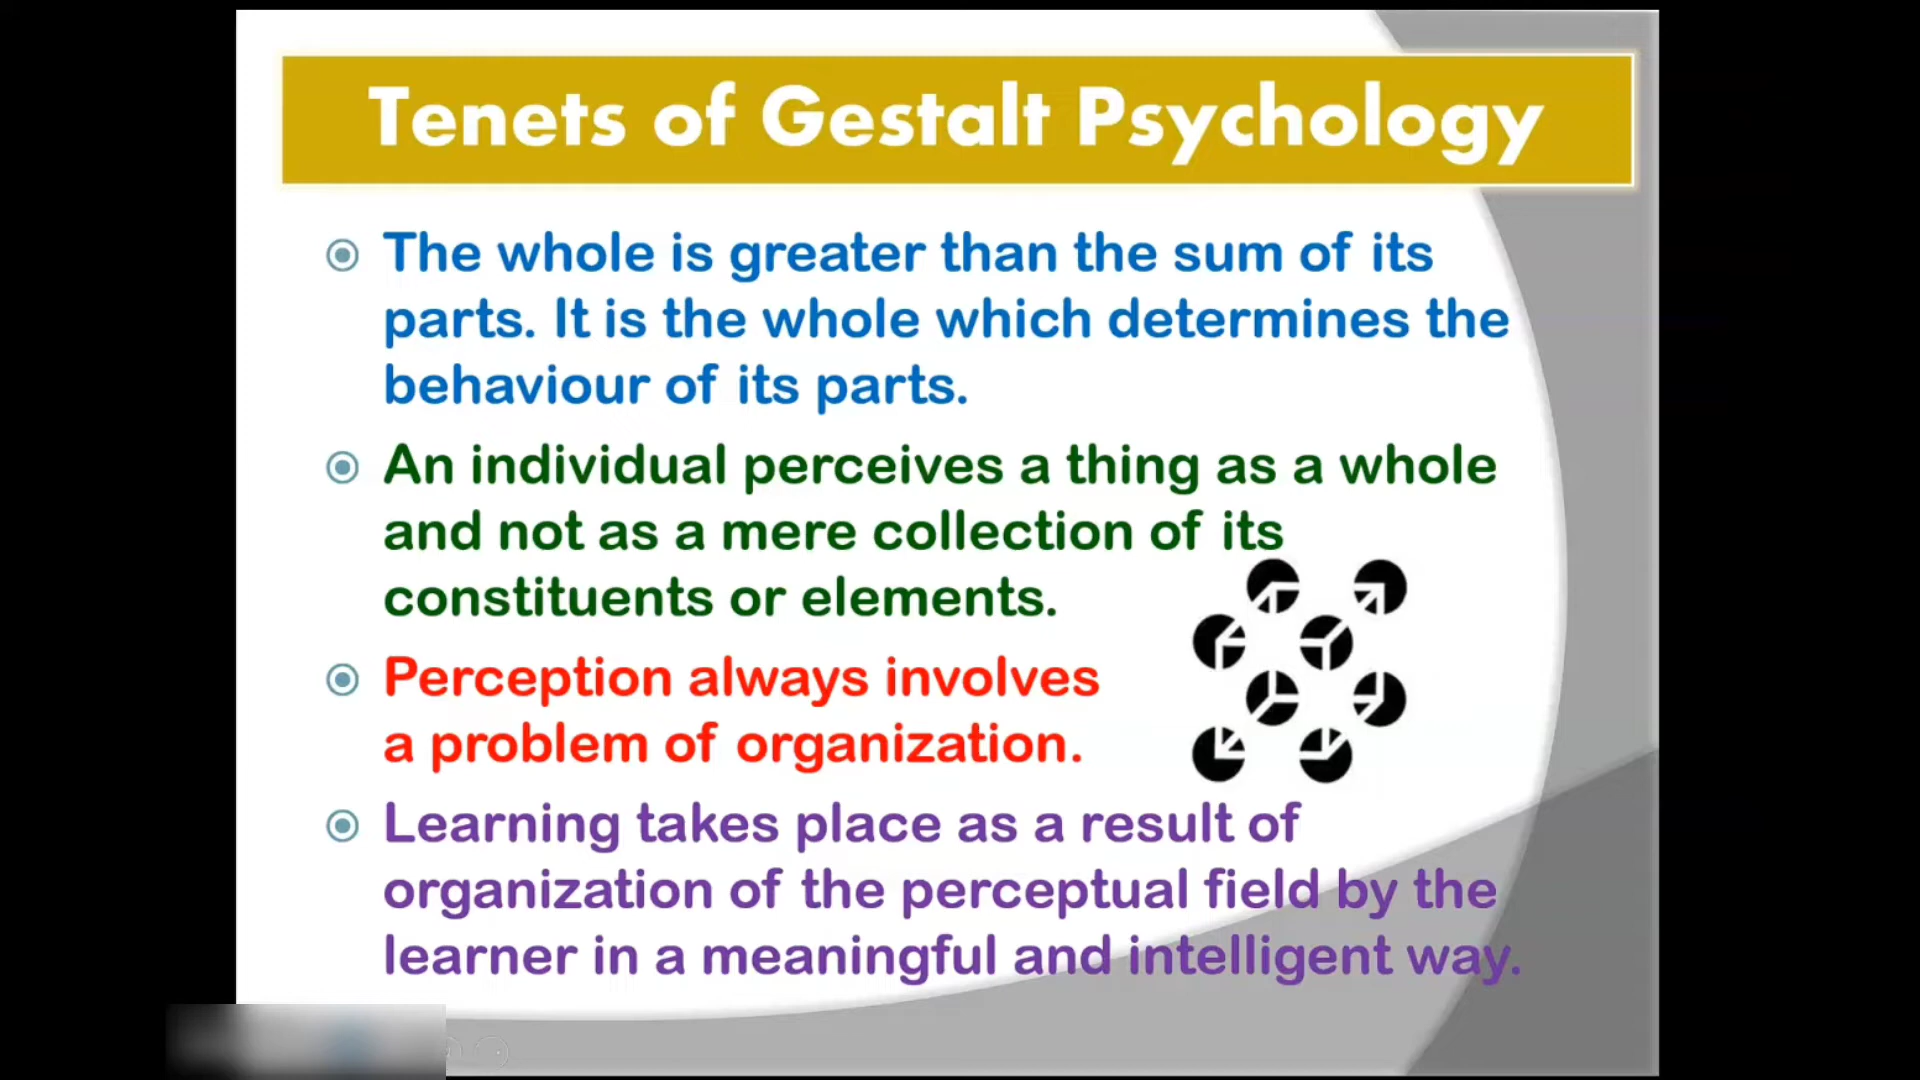 Tenets of Gestalt Psychology
The whole is greater than the sum of its
parts. It is the whole which determines the
behaviour of its parts.
An individual perceives a thing as a whole
and not as a mere collection of its
constituents or elements.
Perception always involves
a problem of organization.
Learning takes place as a result of
organization of the perceptual field by the
learner in a meaningful and intelligent way.